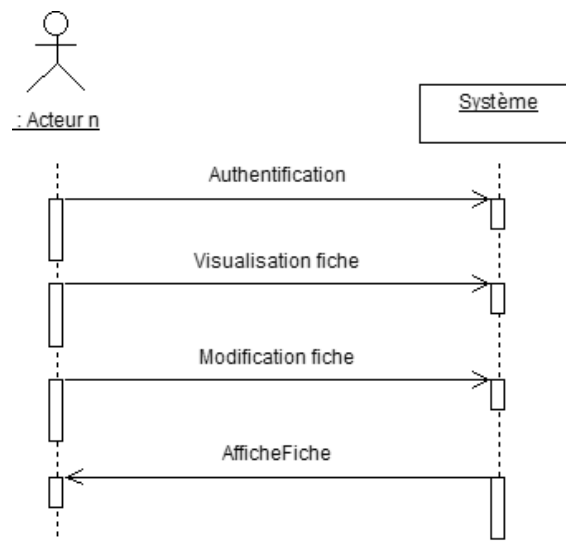 : Acteur n
Système
Authentification
Visualisation fiche
Modification fiche
AfficheFiche